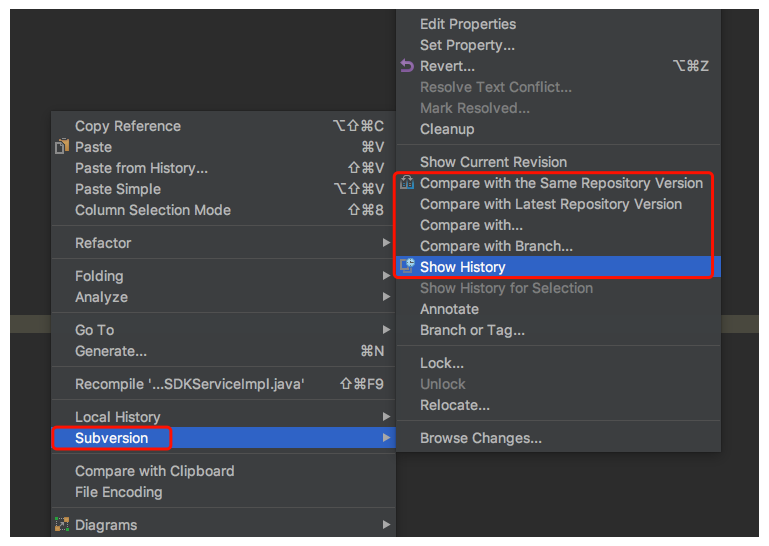 Copy Reference ⌥⇧⌘C
Paste ⌘V
Paste from History... ⇧⌘V
Paste Simple ⌥⇧⌘V
Column Selection Mode ⇧⌘8
Refactor
Folding
Analyze
Go To
Generate... ⌘N
Recompile '...SDKServiceImpl.java' ⇧⌘F9
Local History
Subversion
Compare with Clipboard
File Encoding
Diagrams
Edit Properties
Set Property...
Revert... ⌥⌘Z
Resolve Text Conflict...
Mark Resolved...
Cleanup
Show Current Revision
Compare with the Same Repository Version
Compare with Latest Repository Version
Compare with...
Compare with Branch...
Show History
Show History for Selection
Annotate
Branch or Tag...
Lock...
Unlock
Relocate...
Browse Changes...